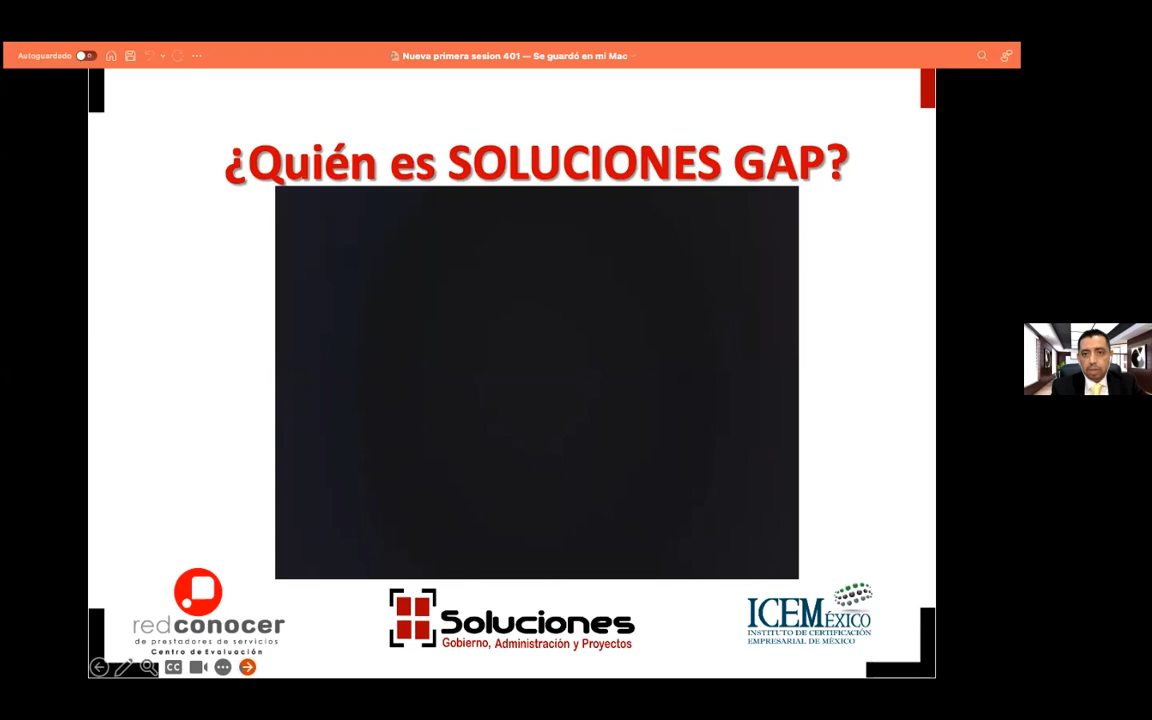 Autoguardado
Nueva primera sesion 401 — Se guardó en mi Mac
¿Quién es SOLUCIONES GAP?
redconocer
de prestadores de servicios
Centro de Evaluación
Soluciones
Gobierno, Administración y Proyectos
ICEMÉXICO
INSTITUTO DE CERTIFICACIÓN
EMPRESARIAL DE MÉXICO
CC